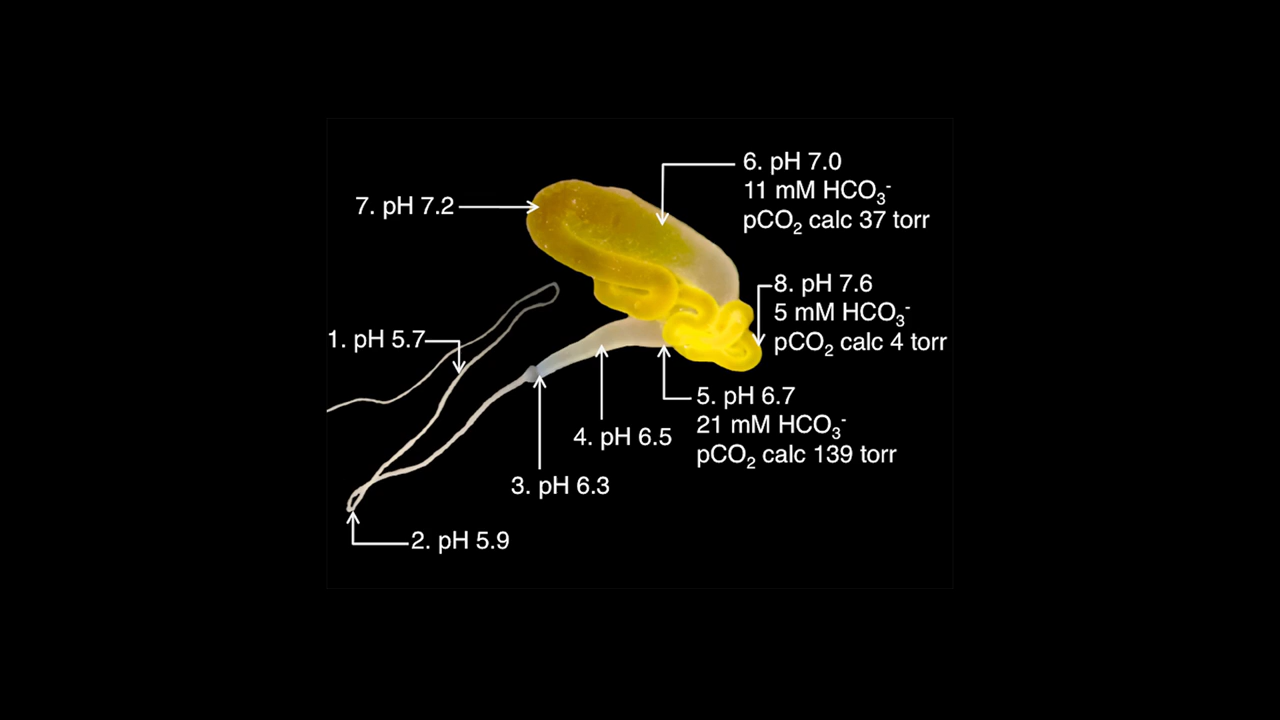 6. pH 7.0
11 mM HCO₃⁻
pCO₂ calc 37 torr
7. pH 7.2
8. pH 7.6
5 mM HCO₃⁻
pCO₂ calc 4 torr
1. pH 5.7
5. pH 6.7
21 mM HCO₃⁻
pCO₂ calc 139 torr
4. pH 6.5
3. pH 6.3
2. pH 5.9